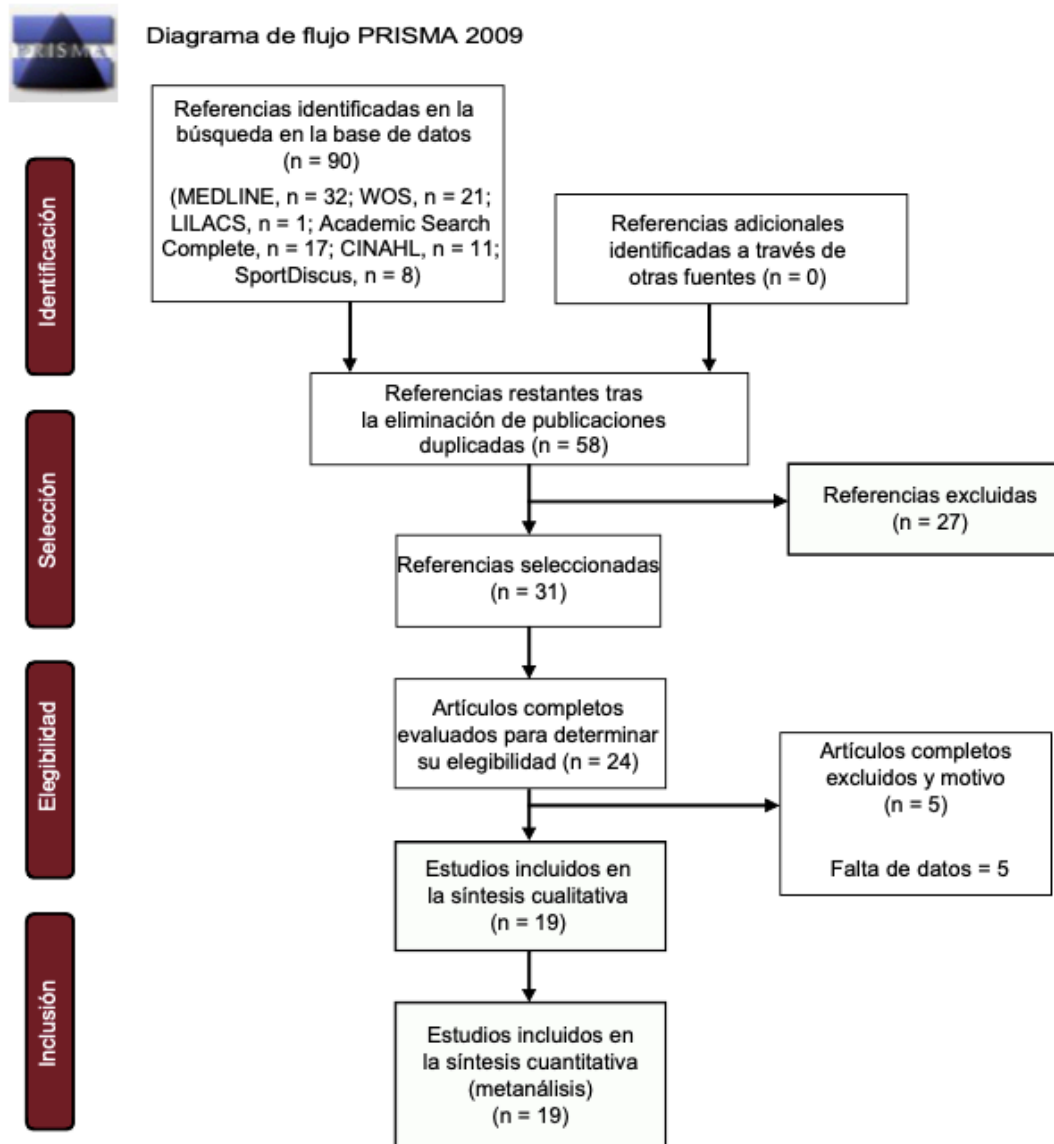 PRISMA
Diagrama de flujo PRISMA 2009
Referencias identificadas en la
búsqueda en la base de datos
(n = 90)
(MEDLINE, n = 32; WOS, n = 21;
LILACS, n = 1; Academic Search
Complete, n = 17; CINAHL, n = 11;
SportDiscus, n = 8)
Referencias adicionales
identificadas a través de
otras fuentes (n = 0)
Identificación
Referencias restantes tras
la eliminación de publicaciones
duplicadas (n = 58)
Selección
Referencias excluidas
(n = 27)
Referencias seleccionadas
(n = 31)
Elegibilidad
Artículos completos
evaluados para determinar
su elegibilidad (n = 24)
Artículos completos
excluidos y motivo
(n = 5)
Falta de datos = 5
Estudios incluidos en
la síntesis cualitativa
(n = 19)
Inclusión
Estudios incluidos en
la síntesis cuantitativa
(metanálisis)
(n = 19)